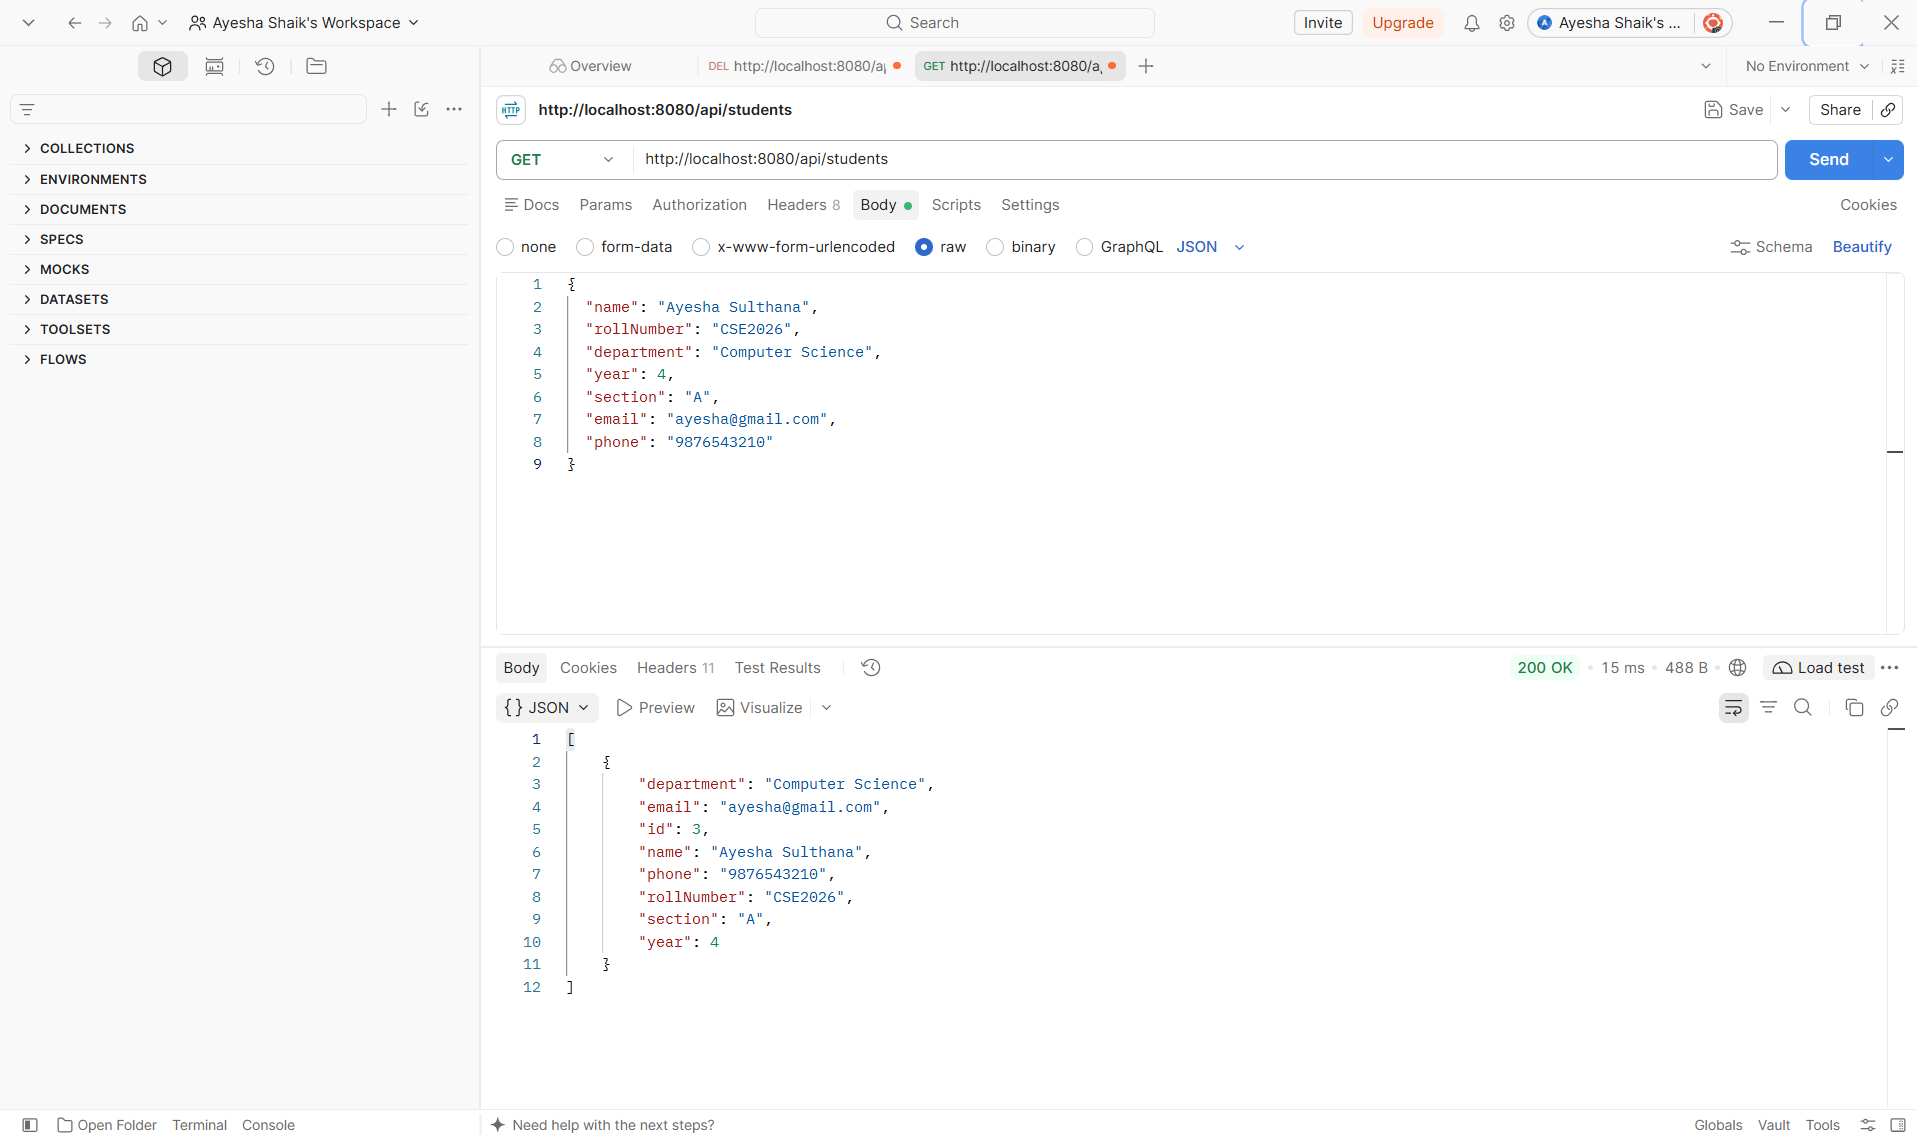 Ayesha Shaik's Workspace
Search
Invite
Upgrade
Ayesha Shaik's ...
Overview
DEL http://localhost:8080/a
GET http://localhost:8080/a
No Environment
HTTP http://localhost:8080/api/students
Save
Share
COLLECTIONS
ENVIRONMENTS
DOCUMENTS
SPECS
MOCKS
DATASETS
TOOLSETS
FLOWS
GET http://localhost:8080/api/students
Send
Docs Params Authorization Headers 8 Body Scripts Settings
Cookies
none form-data x-www-form-urlencoded raw binary GraphQL JSON
Schema Beautify
1 {
2 "name": "Ayesha Sulthana",
3 "rollNumber": "CSE2026",
4 "department": "Computer Science",
5 "year": 4,
6 "section": "A",
7 "email": "ayesha@gmail.com",
8 "phone": "9876543210"
9 }
Body Cookies Headers 11 Test Results
200 OK • 15 ms • 488 B •
Load test
{} JSON Preview Visualize
1 [
2 {
3 "department": "Computer Science",
4 "email": "ayesha@gmail.com",
5 "id": 3,
6 "name": "Ayesha Sulthana",
7 "phone": "9876543210",
8 "rollNumber": "CSE2026",
9 "section": "A",
10 "year": 4
11 }
12 ]
Open Folder Terminal Console
Need help with the next steps?
Globals Vault Tools